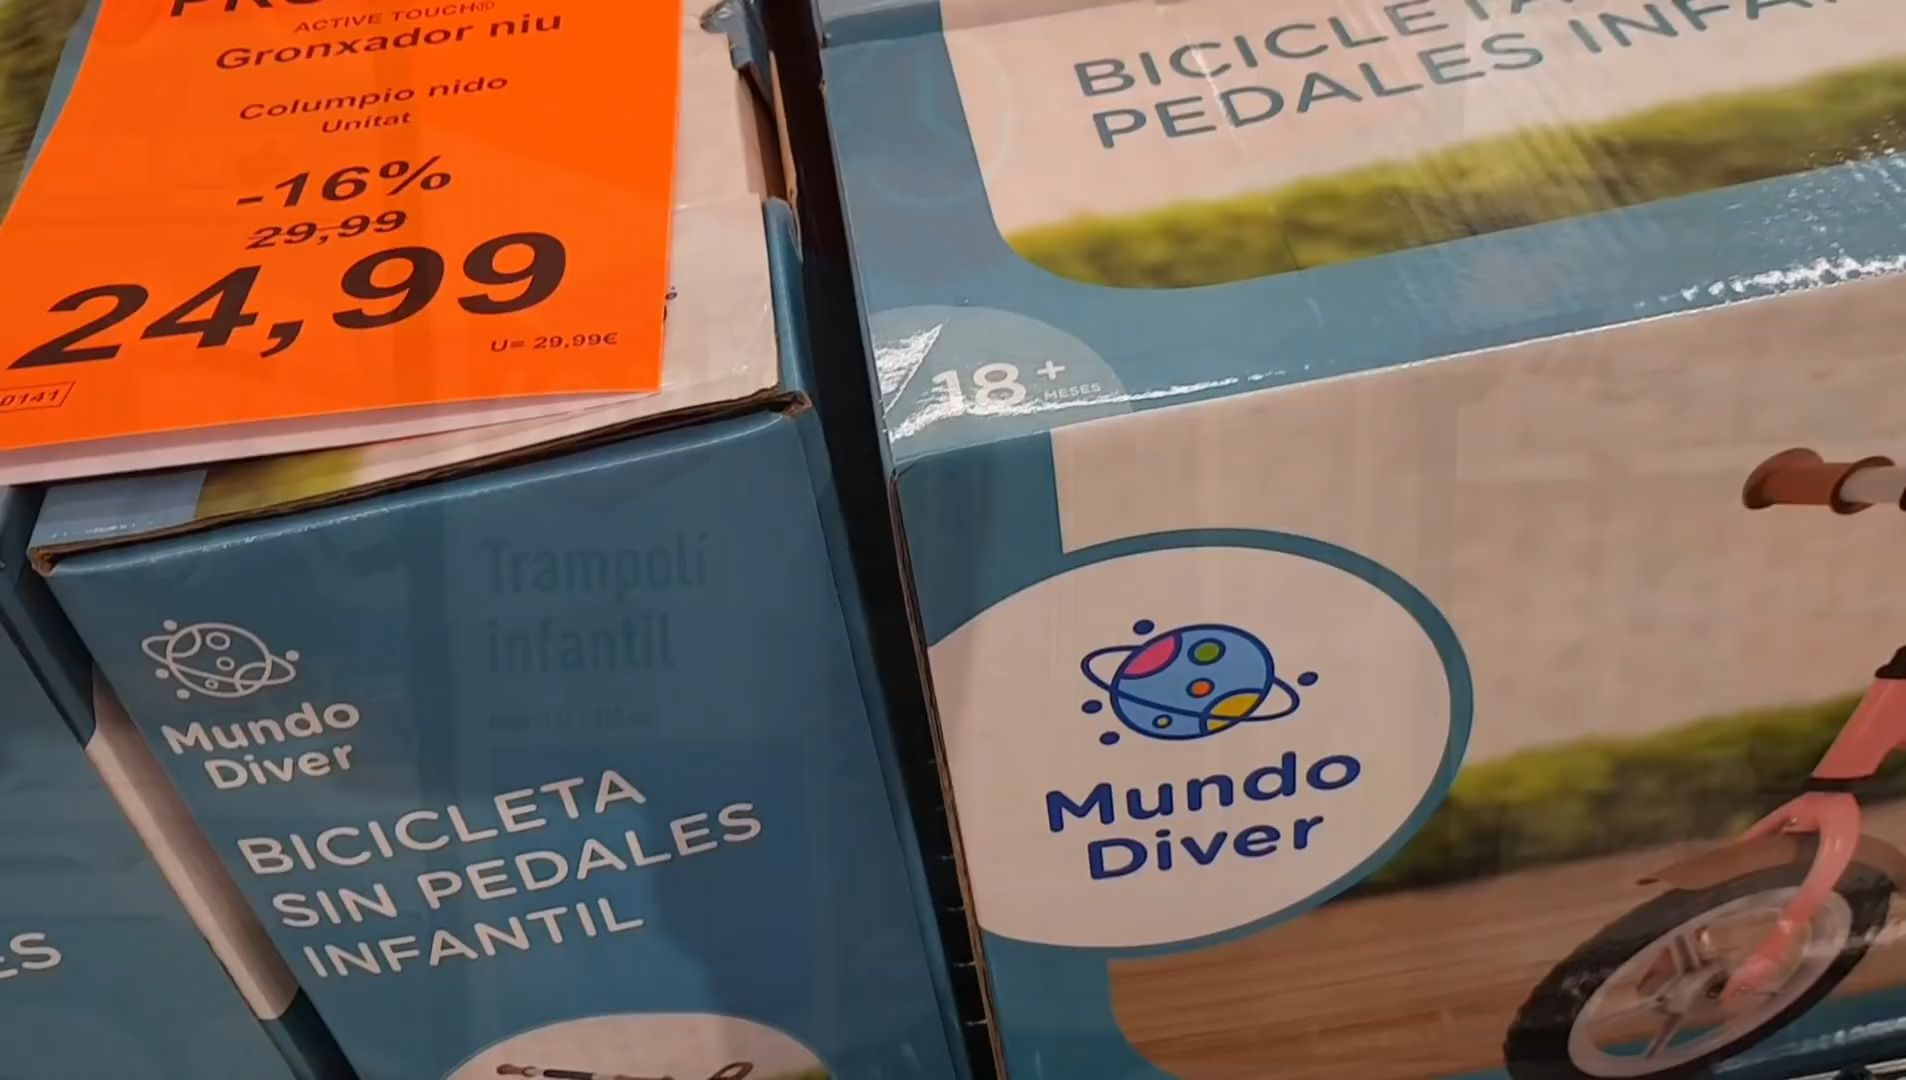 ACTIVE TOUCH®
Gronxador niu
Columpio nido
Unitat
-16%
29,99
24,99
U= 29,99€
0141
BICICLETA
PEDALES INFA
18+
MESES
Trampolí
infantil
Mundo
Diver
BICICLETA
SIN PEDALES
INFANTIL
Mundo
Diver
ES